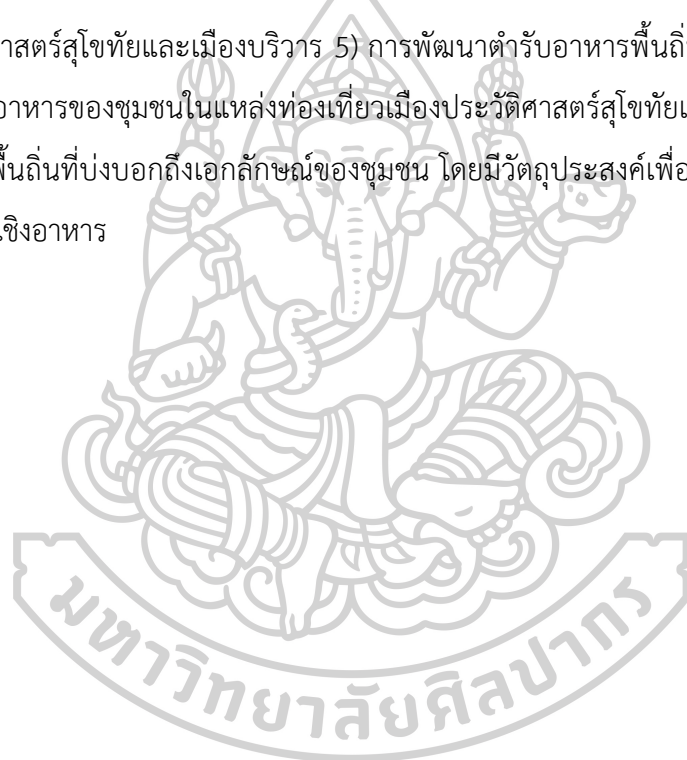 าสตร์สุโขทัยและเมืองบริวาร 5) การพัฒนาตำรับอาหารพื้นถิ่
อาหารของชุมชนในแหล่งท่องเที่ยวเมืองประวัติศาสตร์สุโขทัยแ
พื้นถิ่นที่บ่งบอกถึงเอกลักษณ์ของชุมชน โดยมีวัตถุประสงค์เพื่อ
เชิงอาหาร
มหาวิทยาลัยศิลปากร